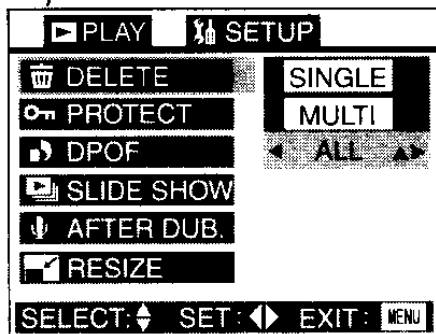 PLAY SETUP
DELETE SINGLE
PROTECT MULTI
DPOF ALL
SLIDE SHOW
AFTER DUB.
RESIZE
SELECT: SET: EXIT: MENU